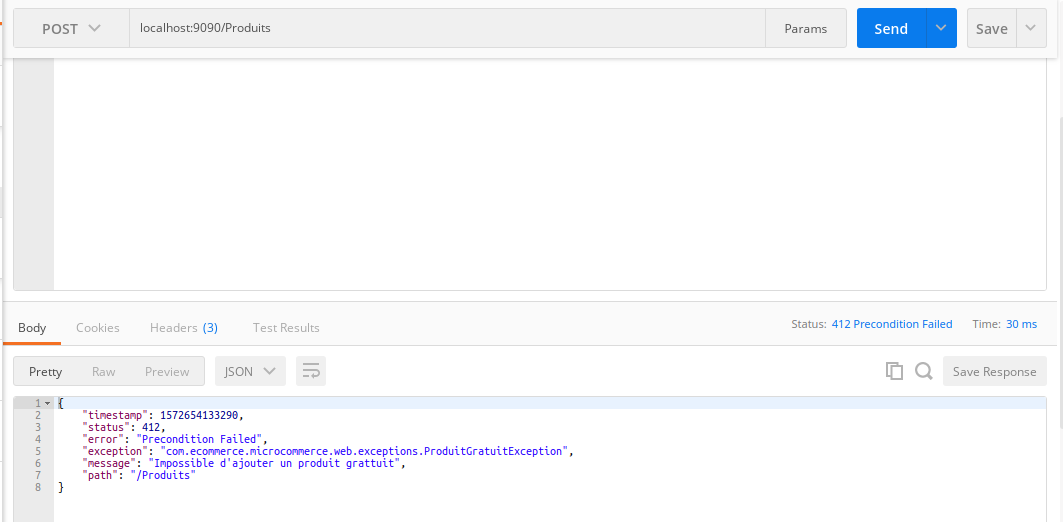 POST localhost:9090/Produits Params Send Save
Body Cookies Headers (3) Test Results Status: 412 Precondition Failed Time: 30 ms
Pretty Raw Preview JSON Save Response
1 {
2 "timestamp": 1572654133290,
3 "status": 412,
4 "error": "Precondition Failed",
5 "exception": "com.ecommerce.microcommerce.web.exceptions.ProduitGratuitException",
6 "message": "Impossible d'ajouter un produit grattuit",
7 "path": "/Produits"
8 }